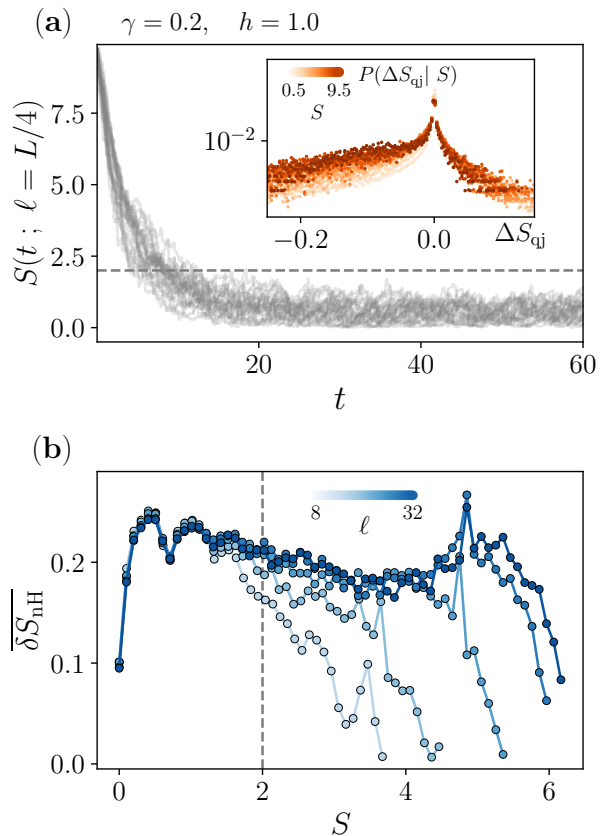 (a) γ = 0.2, h = 1.0
S(t ; ℓ = L/4)
7.5
5.0
2.5
0.0
20
40
60
t
P(ΔS_qj| S)
0.5 9.5
S
10⁻²
−0.2
0.0
ΔS_qj
(b)
δS_nH
0.2
0.1
0.0
8 32
ℓ
0
2
4
6
S